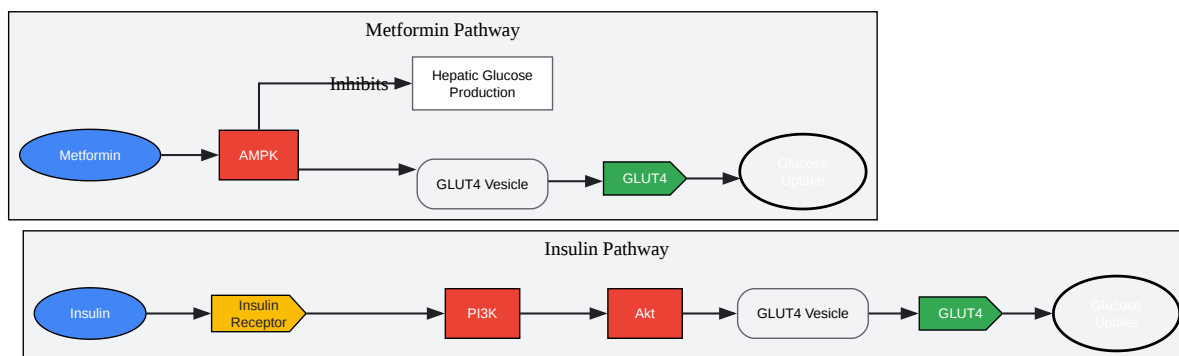 Metformin Pathway
Inhibits
Hepatic Glucose
Production
Metformin
AMPK
GLUT4 Vesicle
GLUT4
Glucose
Uptake
Insulin Pathway
Insulin
Insulin
Receptor
PI3K
Akt
GLUT4 Vesicle
GLUT4
Glucose
Uptake